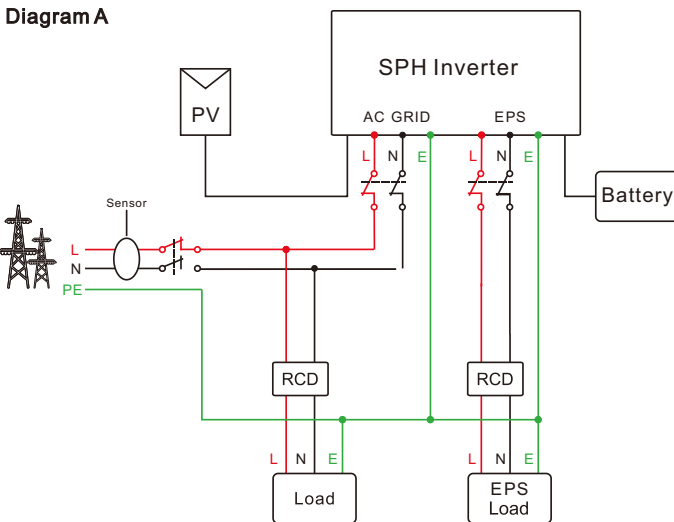 Diagram A
SPH Inverter
PV
AC GRID EPS
L N E L N E
Battery
Sensor
L
N
PE
RCD RCD
L N E L N E
Load
EPS
Load